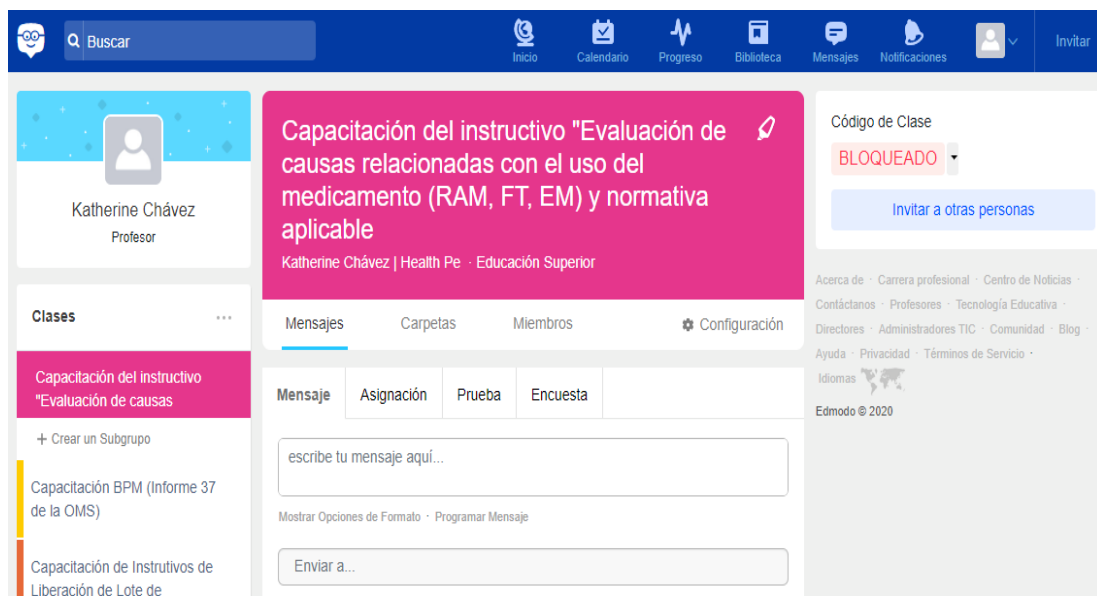 Buscar
Inicio
Calendario
Progreso
Biblioteca
Mensajes
Notificaciones
Invitar
Katherine Chávez
Profesor
Clases
Capacitación del instructivo
"Evaluación de causas
+ Crear un Subgrupo
Capacitación BPM (Informe 37
de la OMS)
Capacitación de Instrutivos de
Liberación de Lote de
Capacitación del instructivo "Evaluación de
causas relacionadas con el uso del
medicamento (RAM, FT, EM) y normativa
aplicable
Katherine Chávez | Health Pe · Educación Superior
Mensajes
Carpetas
Miembros
Configuración
Mensaje
Asignación
Prueba
Encuesta
escribe tu mensaje aquí...
Mostrar Opciones de Formato · Programar Mensaje
Enviar a...
Código de Clase
BLOQUEADO
Invitar a otras personas
Acerca de · Carrera profesional · Centro de Noticias ·
Contáctanos · Profesores · Tecnología Educativa ·
Directores · Administradores TIC · Comunidad · Blog ·
Ayuda · Privacidad · Términos de Servicio ·
Idiomas
Edmodo © 2020